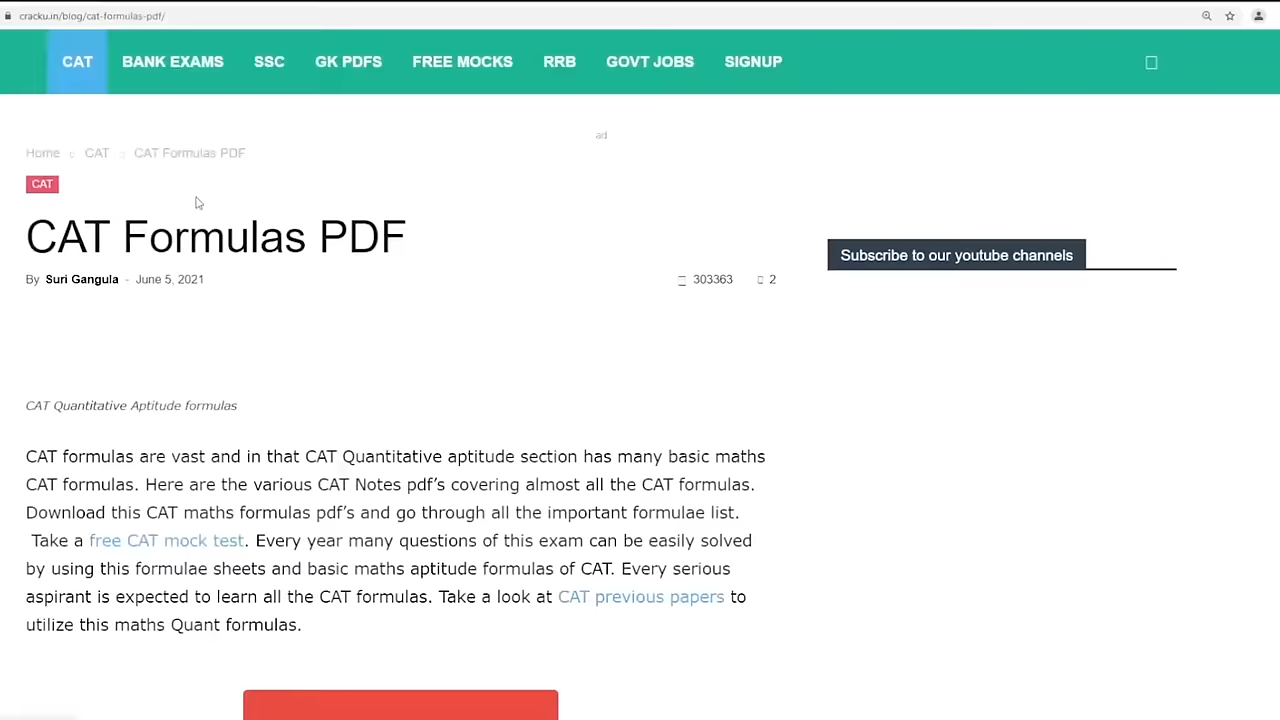 cracku.in/blog/cat-formulas-pdf/
CAT BANK EXAMS SSC GK PDFS FREE MOCKS RRB GOVT JOBS SIGNUP
ad
Home CAT CAT Formulas PDF
CAT
CAT Formulas PDF
Subscribe to our youtube channels
By Suri Gangula - June 5, 2021 303363 2
CAT Quantitative Aptitude formulas
CAT formulas are vast and in that CAT Quantitative aptitude section has many basic maths
CAT formulas. Here are the various CAT Notes pdf’s covering almost all the CAT formulas.
Download this CAT maths formulas pdf’s and go through all the important formulae list.
Take a free CAT mock test. Every year many questions of this exam can be easily solved
by using this formulae sheets and basic maths aptitude formulas of CAT. Every serious
aspirant is expected to learn all the CAT formulas. Take a look at CAT previous papers to
utilize this maths Quant formulas.